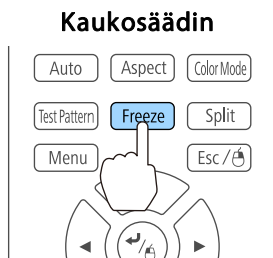 Kaukosäädin
Auto Aspect Color Mode
Test Pattern Freeze Split
Menu Esc /